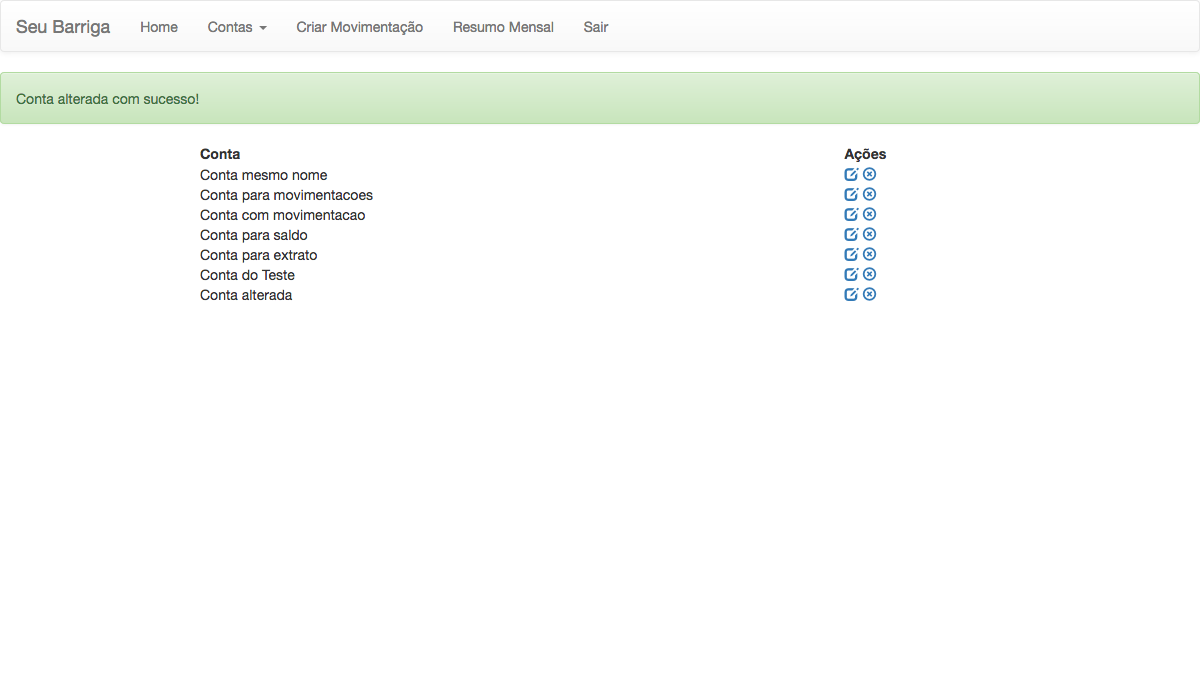 Seu Barriga Home Contas Criar Movimentação Resumo Mensal Sair
Conta alterada com sucesso!
Conta Ações
Conta mesmo nome
Conta para movimentacoes
Conta com movimentacao
Conta para saldo
Conta para extrato
Conta do Teste
Conta alterada